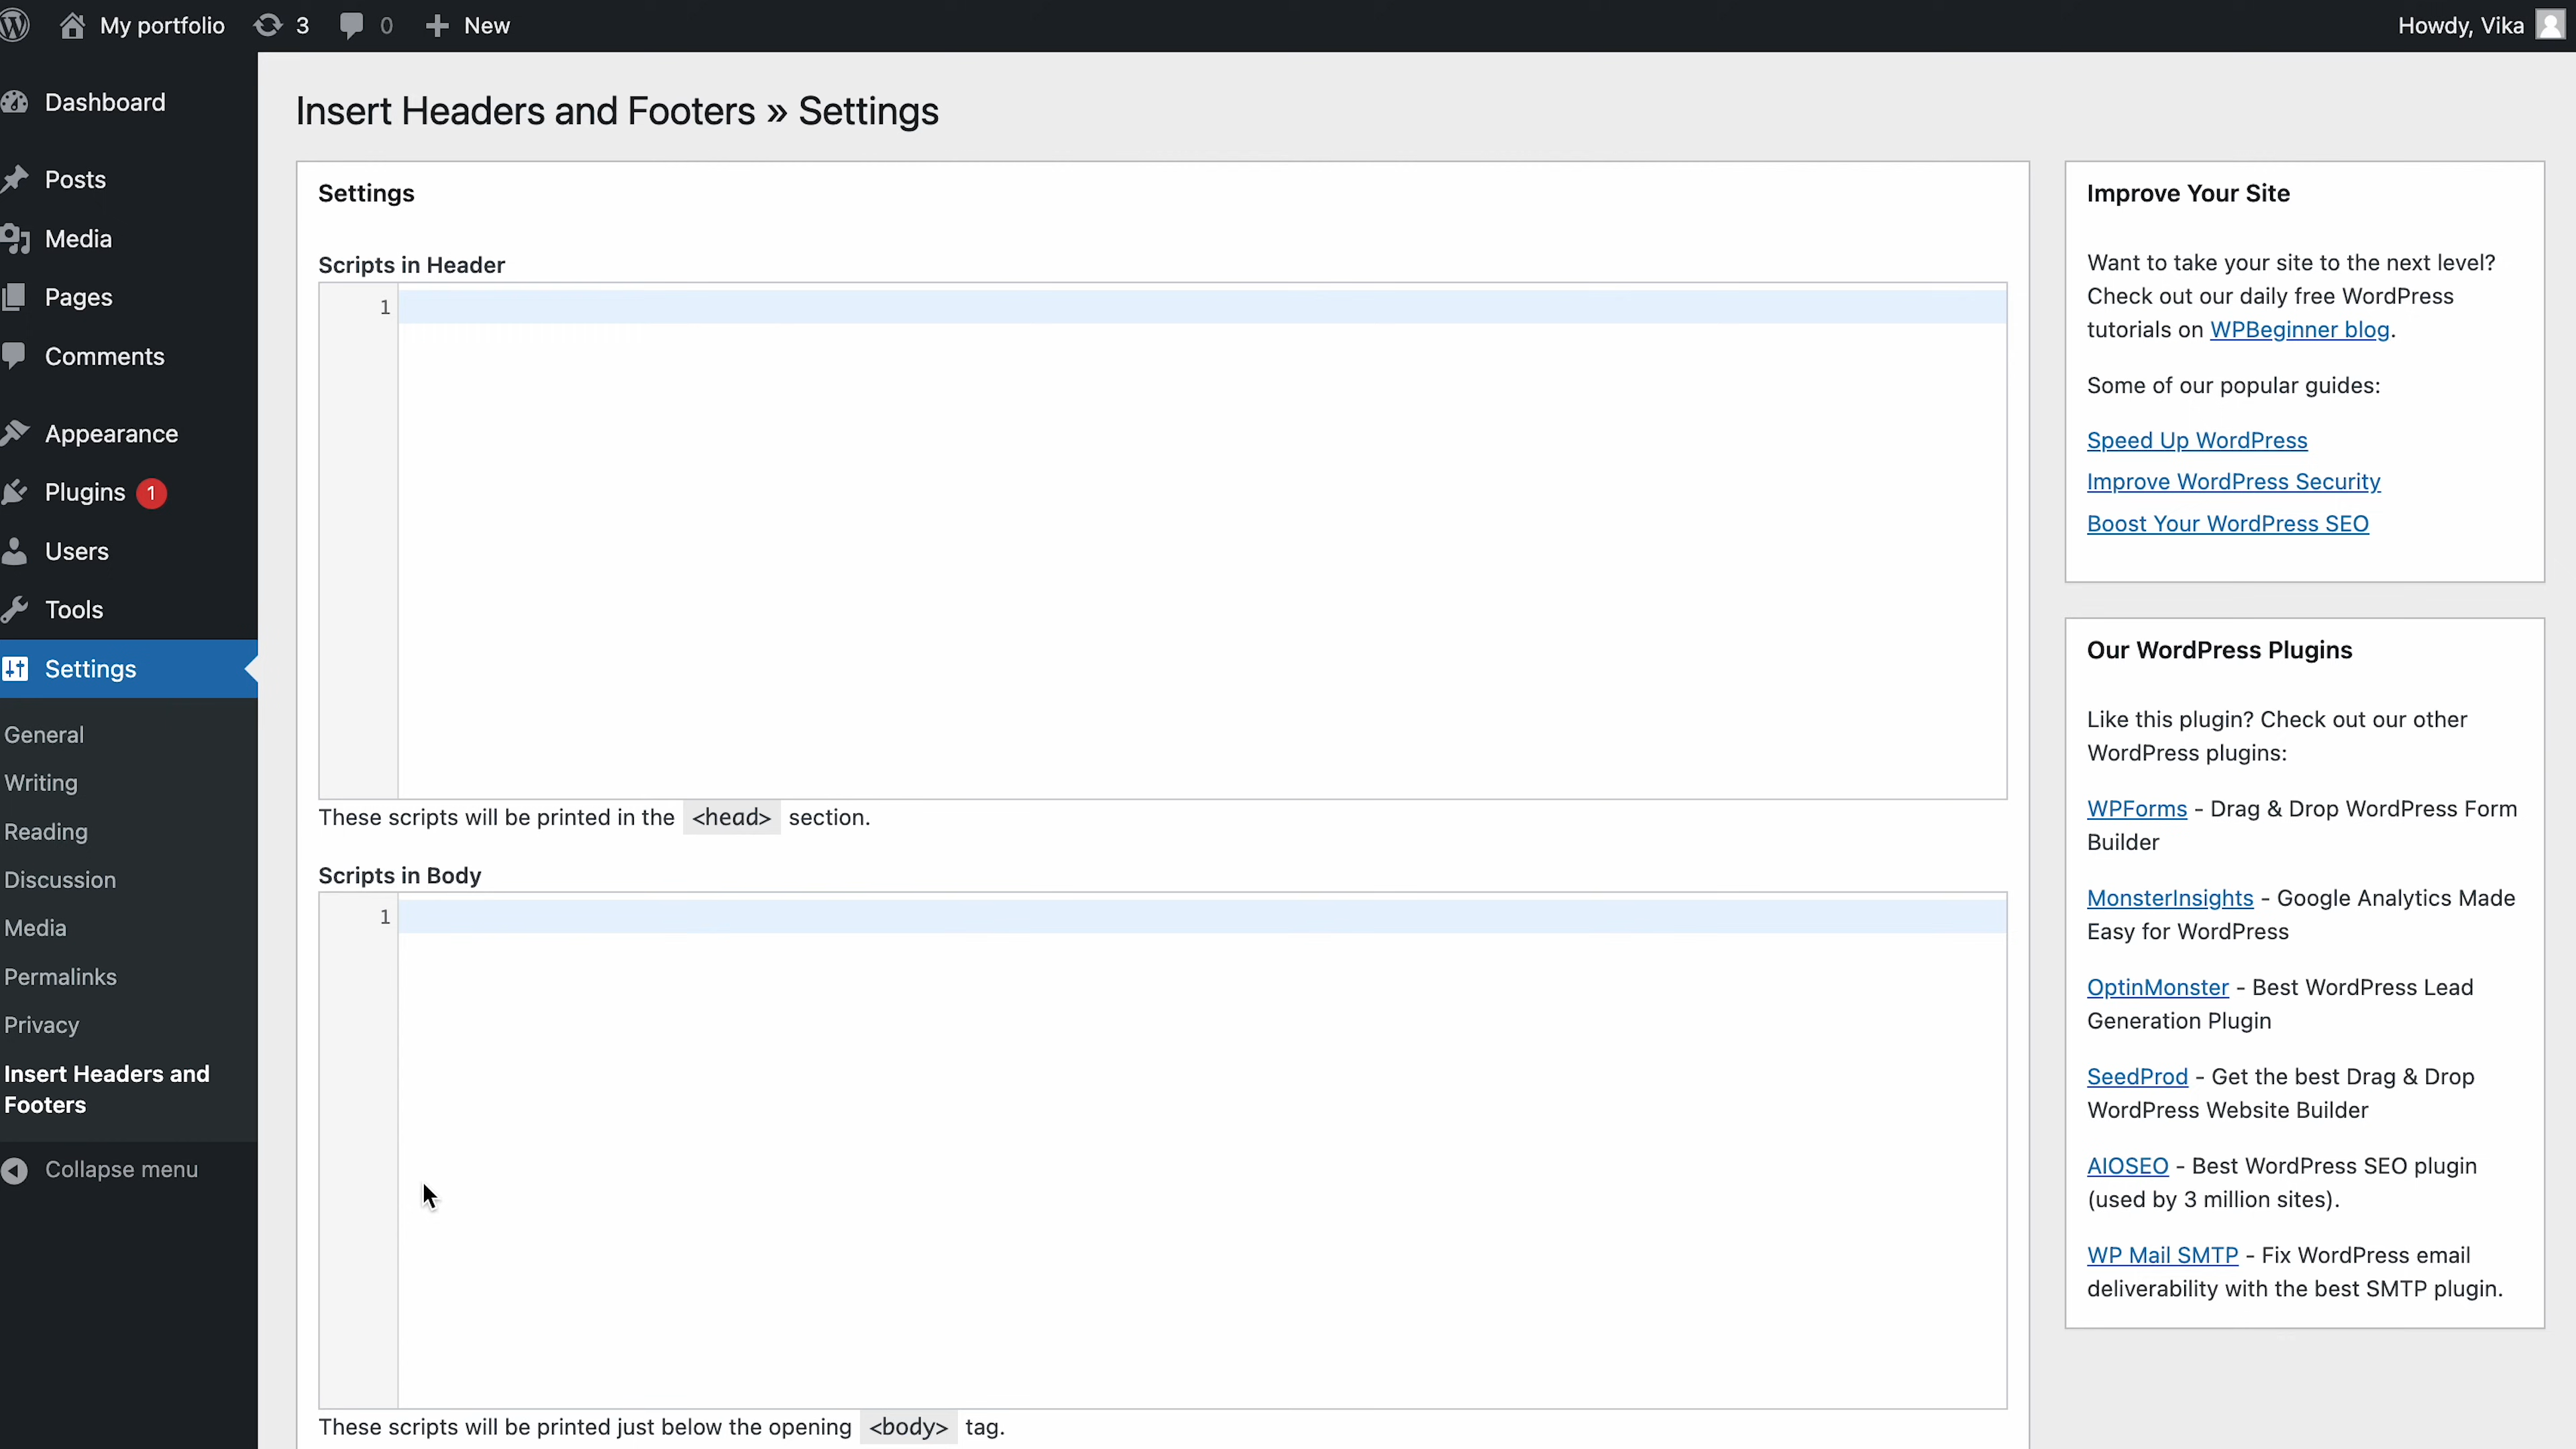 My portfolio 3 0 New Howdy, Vika
Dashboard
Posts
Media
Pages
Comments
Appearance
Plugins 1
Users
Tools
Settings
General
Writing
Reading
Discussion
Media
Permalinks
Privacy
Insert Headers and
Footers
Collapse menu
Insert Headers and Footers » Settings
Settings
Scripts in Header
1
These scripts will be printed in the <head> section.
Scripts in Body
1
These scripts will be printed just below the opening <body> tag.
Improve Your Site
Want to take your site to the next level?
Check out our daily free WordPress
tutorials on WPBeginner blog.
Some of our popular guides:
Speed Up WordPress
Improve WordPress Security
Boost Your WordPress SEO
Our WordPress Plugins
Like this plugin? Check out our other
WordPress plugins:
WPForms - Drag & Drop WordPress Form
Builder
MonsterInsights - Google Analytics Made
Easy for WordPress
OptinMonster - Best WordPress Lead
Generation Plugin
SeedProd - Get the best Drag & Drop
WordPress Website Builder
AIOSEO - Best WordPress SEO plugin
(used by 3 million sites).
WP Mail SMTP - Fix WordPress email
deliverability with the best SMTP plugin.